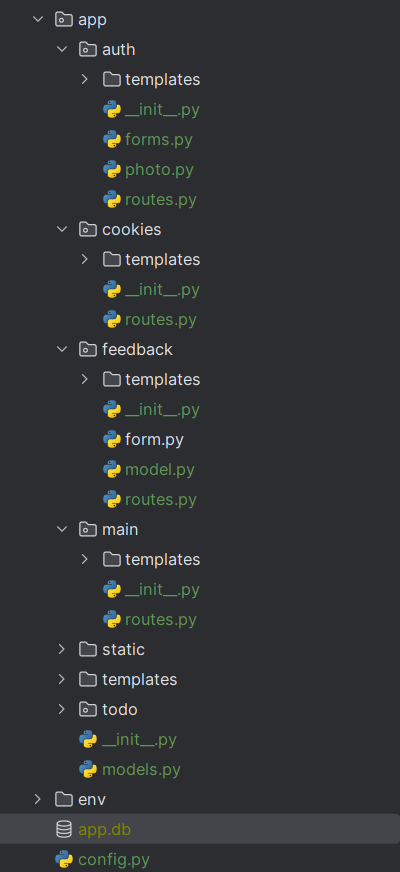 app
auth
templates
__init__.py
forms.py
photo.py
routes.py
cookies
templates
__init__.py
routes.py
feedback
templates
__init__.py
form.py
model.py
routes.py
main
templates
__init__.py
routes.py
static
templates
todo
__init__.py
models.py
env
app.db
config.py